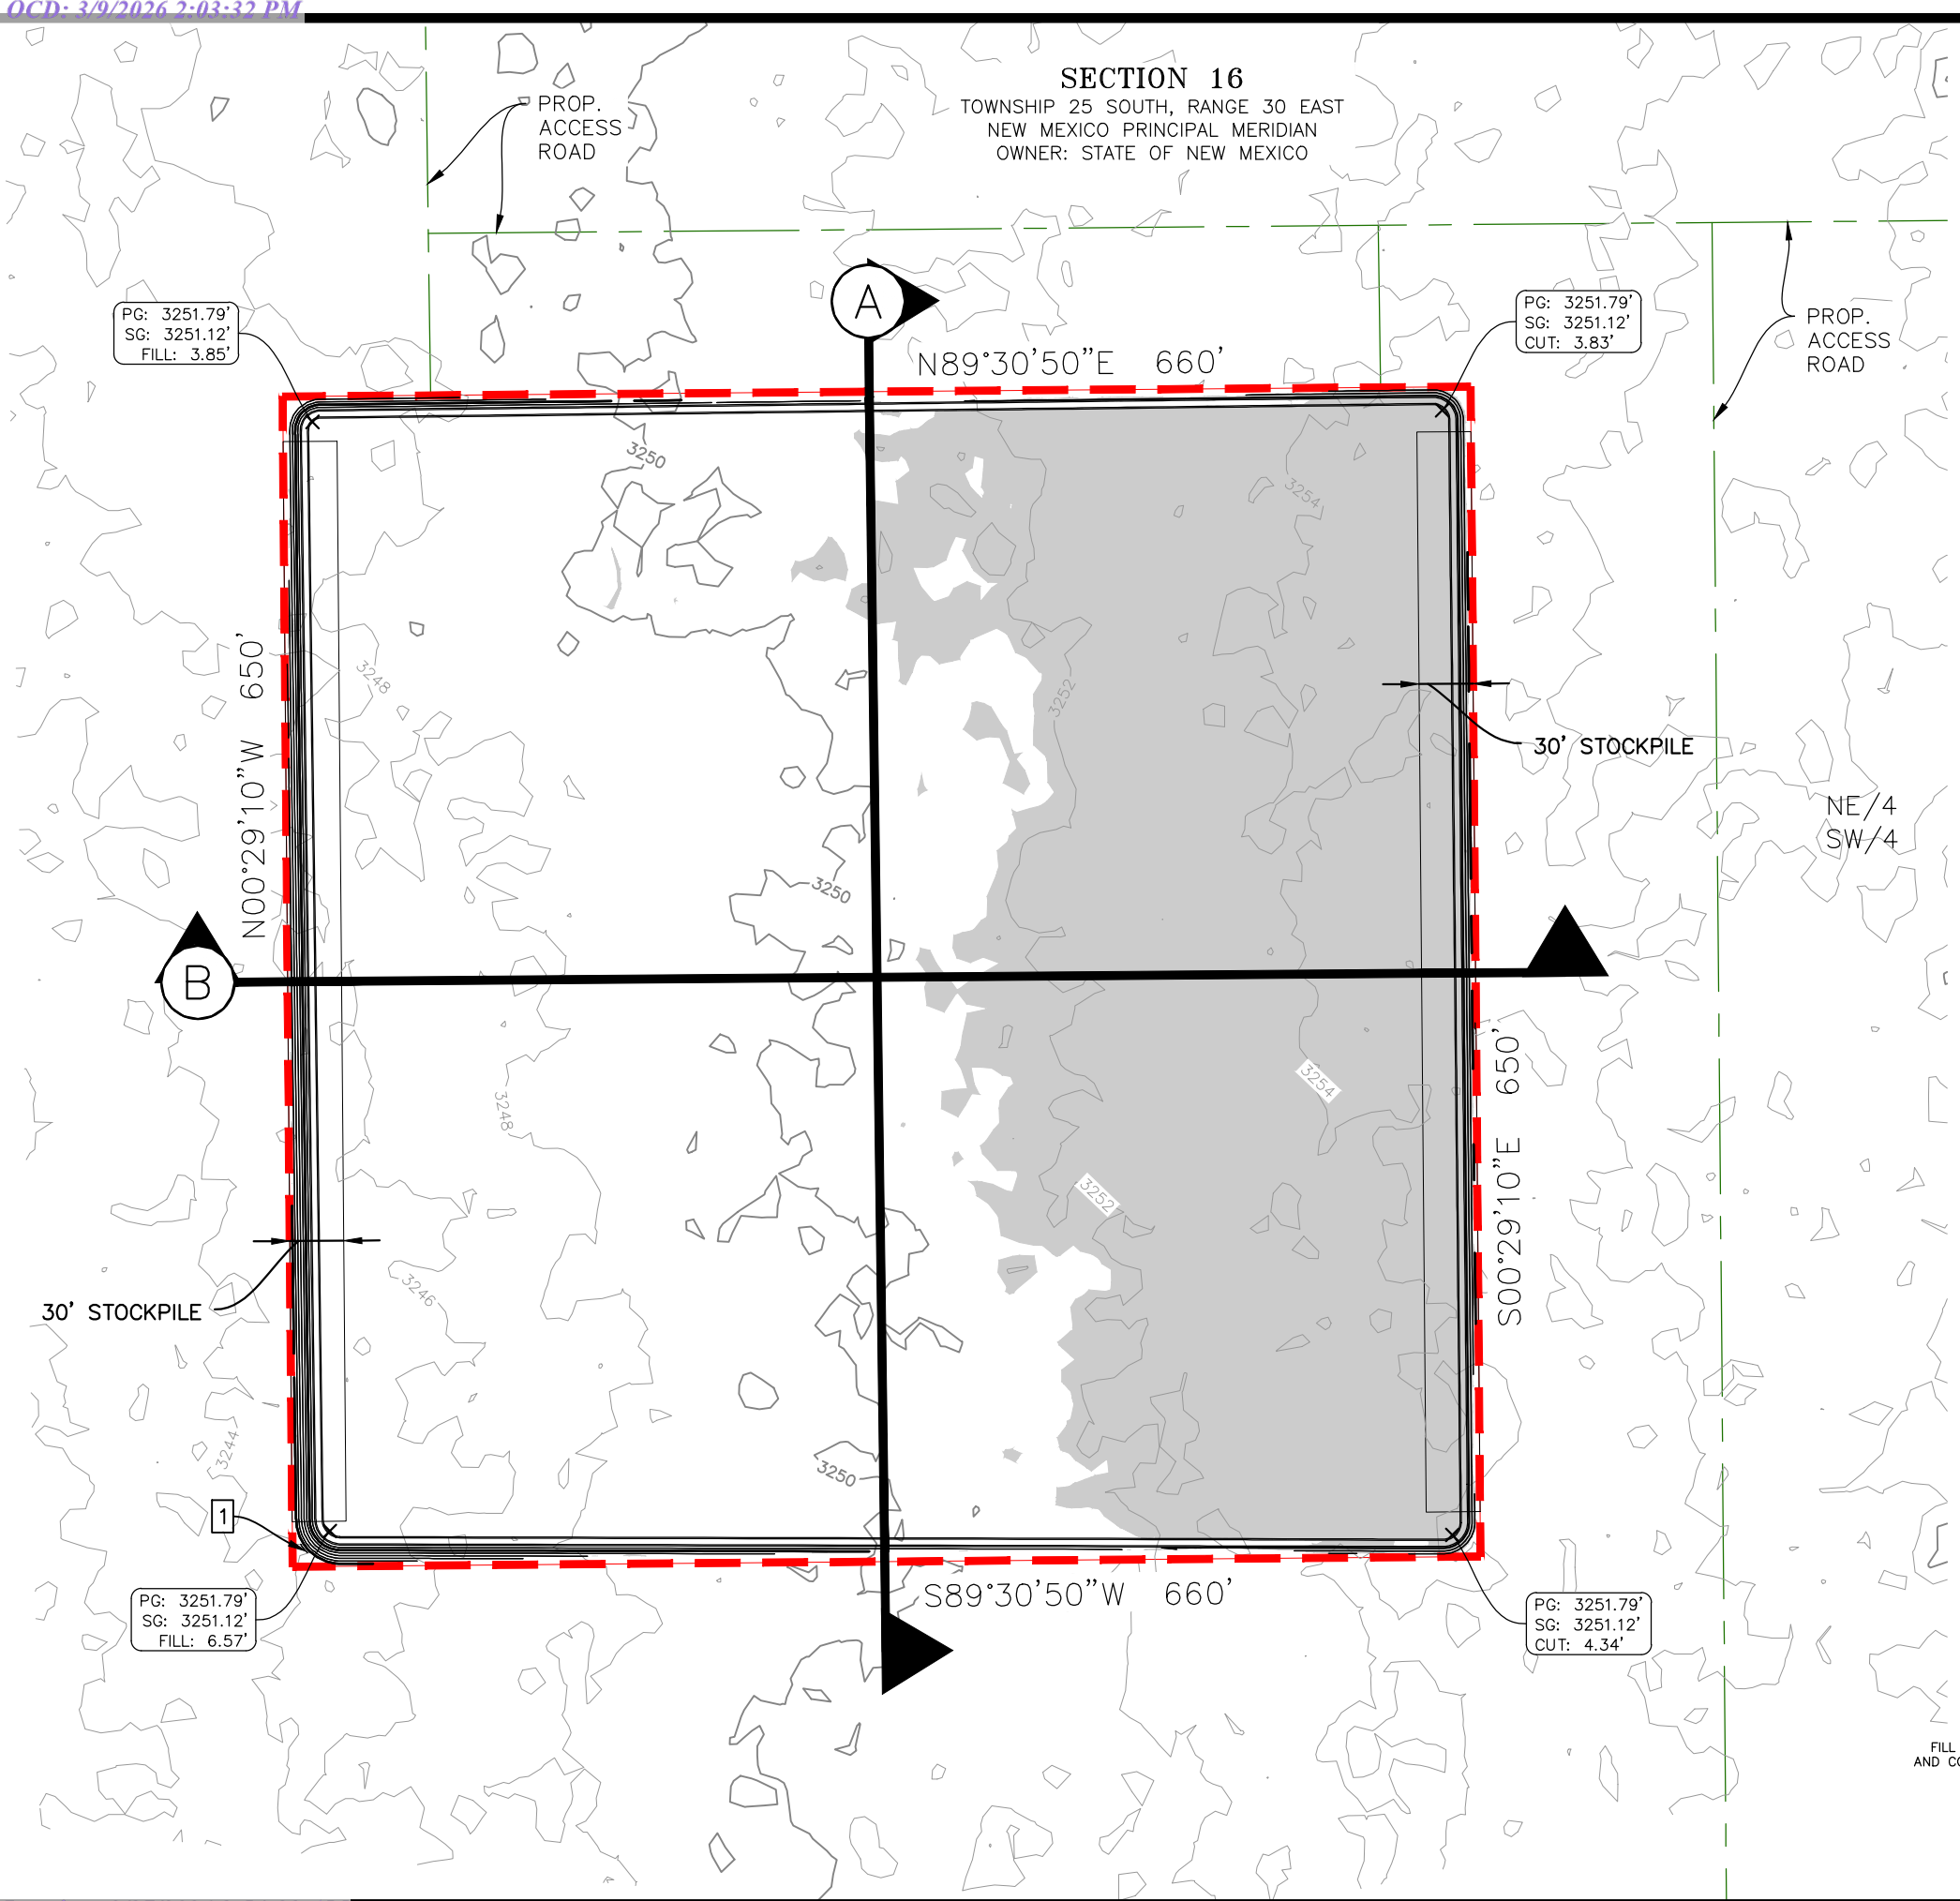 OCD: 3/9/2026 2:03:32 PM
SECTION 16
TOWNSHIP 25 SOUTH, RANGE 30 EAST
NEW MEXICO PRINCIPAL MERIDIAN
OWNER: STATE OF NEW MEXICO
PROP.
ACCESS
ROAD
PG: 3251.79'
SG: 3251.12'
FILL: 3.85'
A
PG: 3251.79'
SG: 3251.12'
CUT: 3.83'
PROP.
ACCESS
ROAD
N89°30'50"E 660'
3250
3254
N00°29'10"W 650'
3248
3252
30' STOCKPILE
NE/4
SW/4
3250
B
S00°29'10"E 650'
3254
3248
3252
3246
30' STOCKPILE
3244
3250
1
PG: 3251.79'
SG: 3251.12'
FILL: 6.57'
S89°30'50"W 660'
PG: 3251.79'
SG: 3251.12'
CUT: 4.34'
FILL
AND